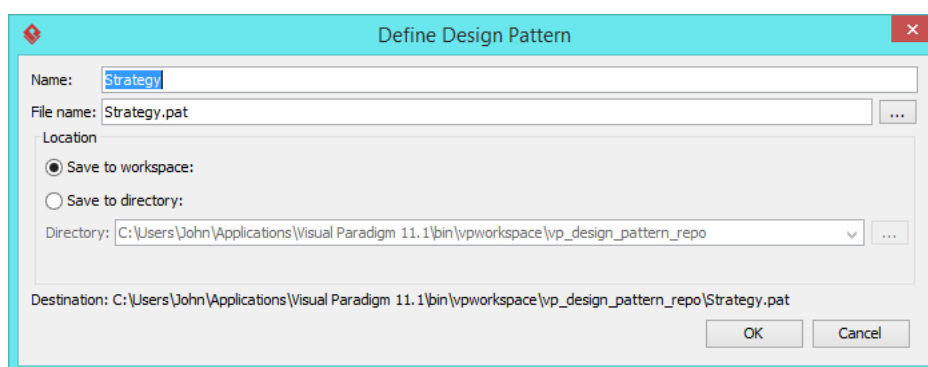 Define Design Pattern
Name: Strategy
File name: Strategy.pat ...
Location
Save to workspace:
Save to directory:
Directory: C:\Users\John\Applications\Visual Paradigm 11.1\bin\vpworkspace\vp_design_pattern_repo ...
Destination: C:\Users\John\Applications\Visual Paradigm 11.1\bin\vpworkspace\vp_design_pattern_repo\Strategy.pat
OK Cancel